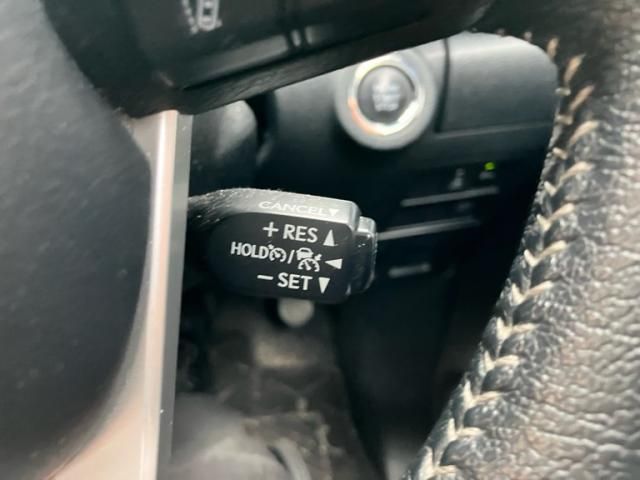 CANCEL▼
+ RES ▲
HOLD / ◄
− SET ▼